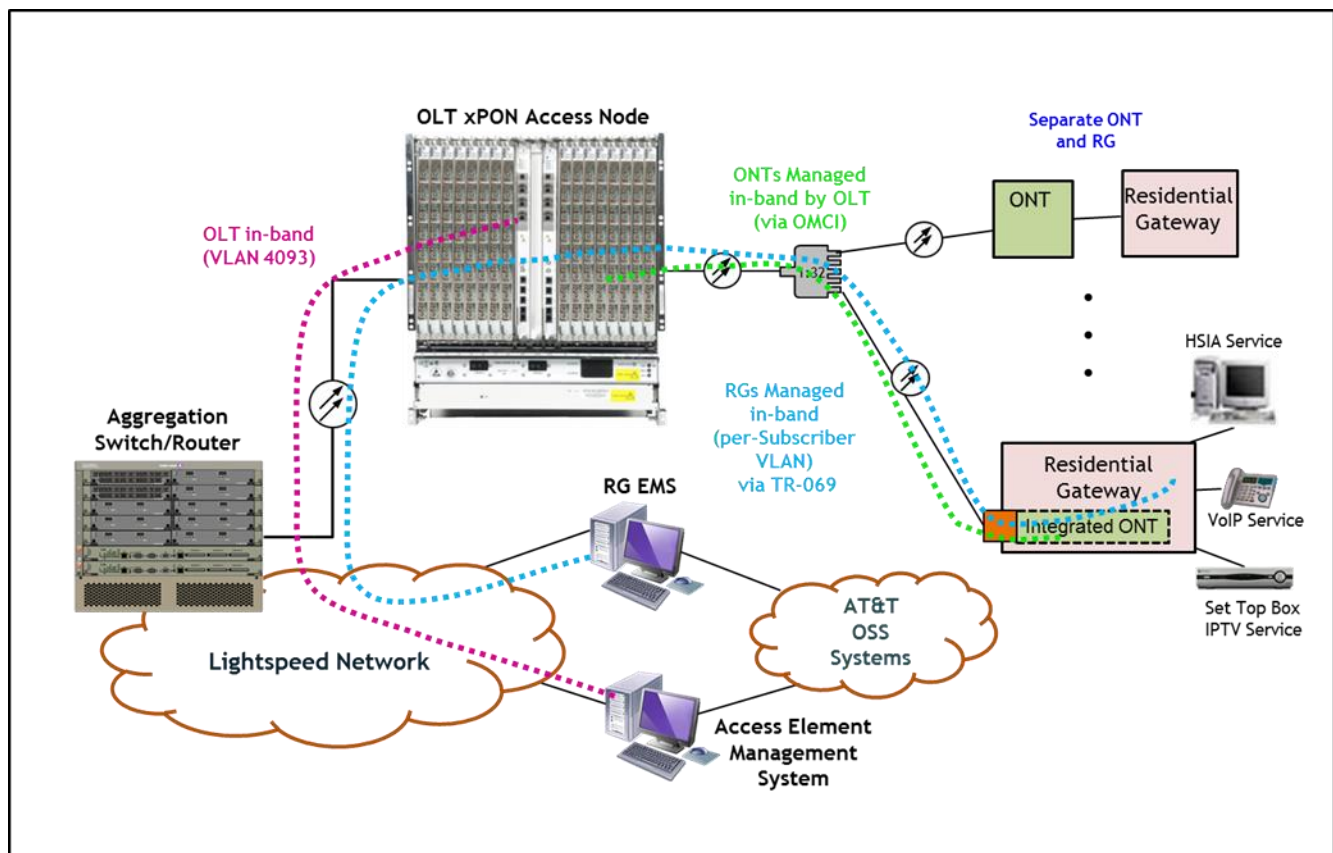 OLT xPON Access Node
Separate ONT
and RG
ONTs Managed
in-band by OLT
(via OMCI)
ONT
Residential
Gateway
OLT in-band
(VLAN 4093)
1:32
HSIA Service
RGs Managed
in-band
(per-Subscriber
VLAN)
via TR-069
Aggregation
Switch/Router
Residential
Gateway
Integrated ONT
VoIP Service
RG EMS
Set Top Box
IPTV Service
AT&T
OSS
Systems
Lightspeed Network
Access Element
Management
System